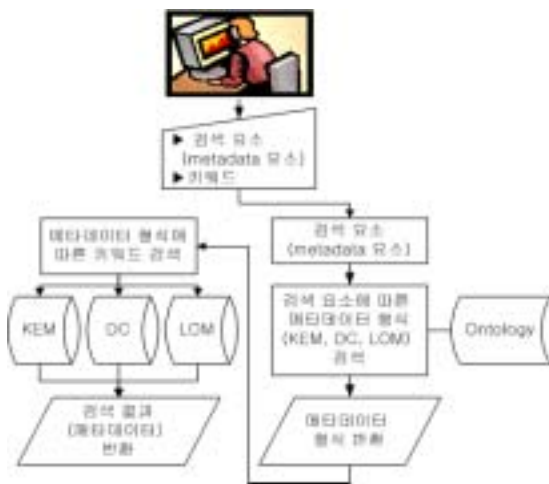 ▶ 검색 요소
(metadata 요소)
▶키워드
검색 요소
(metadata 요소)
검색 요소에 따른
메타데이터 형식
(KEM, DC, LOM)
검색
Ontology
메타데이터
형식 반환
메타데이터 형식에
따른 키워드 검색
KEM
DC
LOM
검색 결과
(메타데이터)
반환